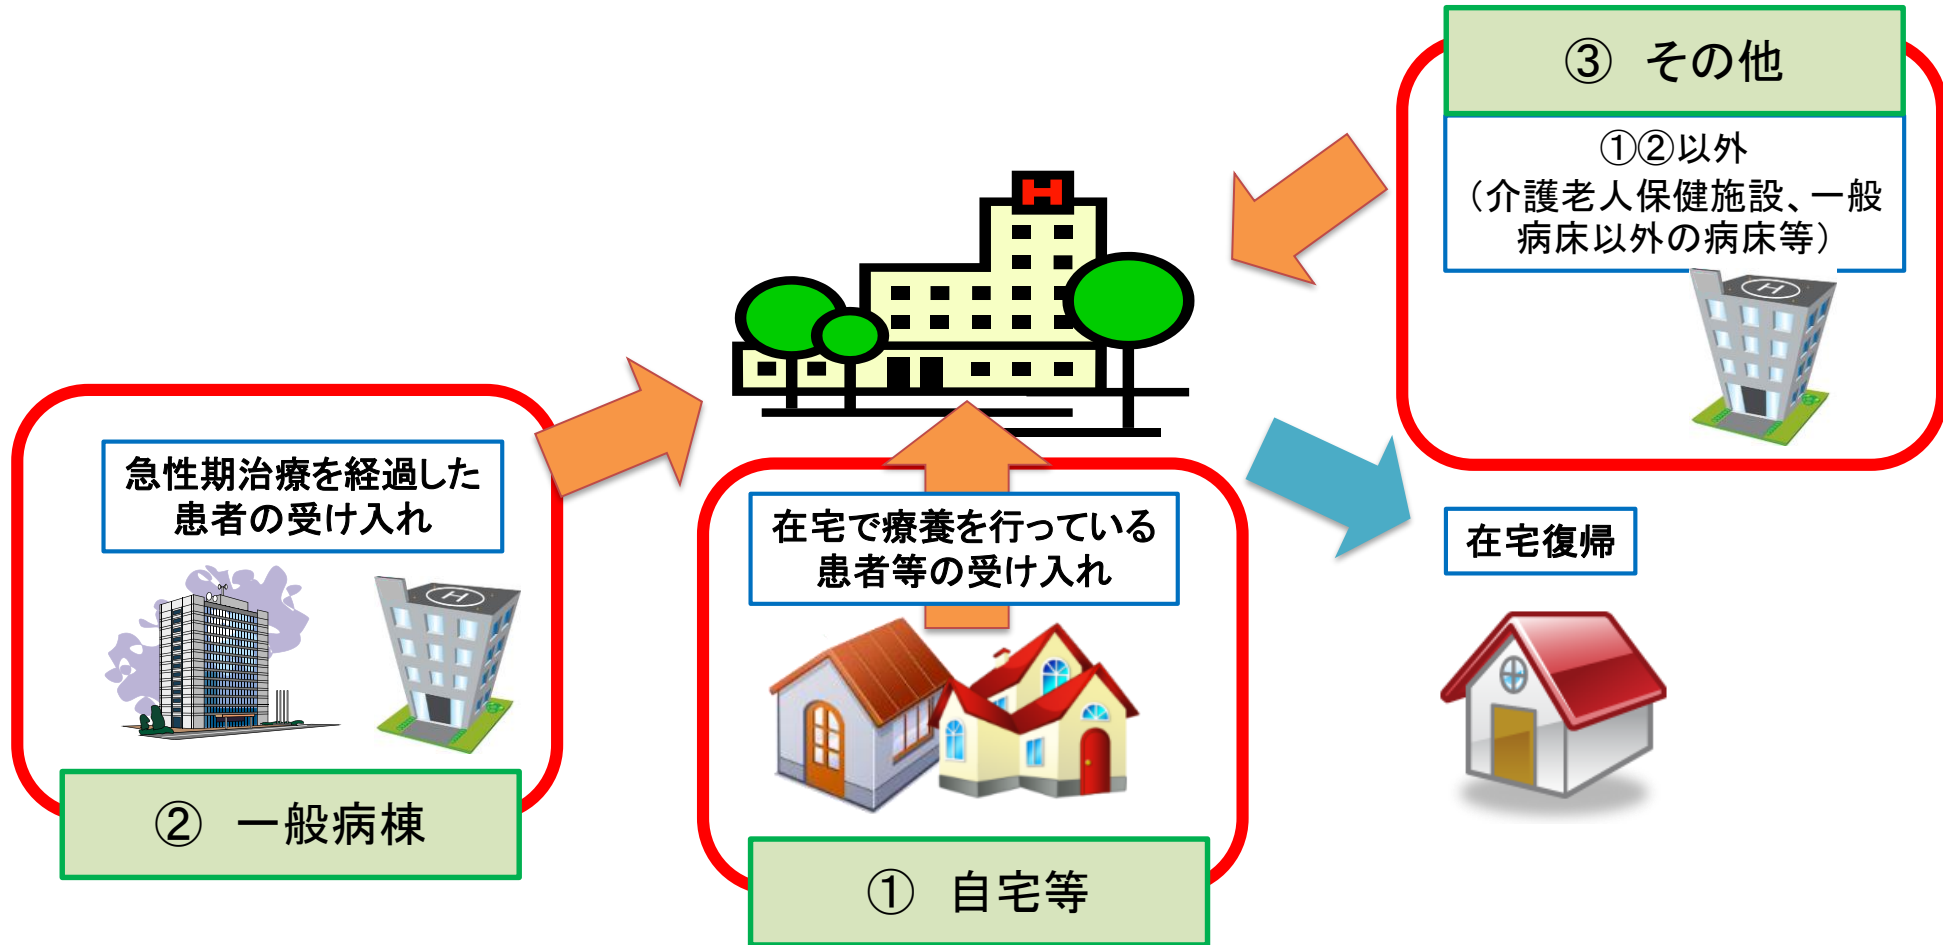 ③ その他
①②以外
（介護老人保健施設、一般
病床以外の病床等）
H
H
急性期治療を経過した
患者の受け入れ
H
② 一般病棟
在宅で療養を行っている
患者等の受け入れ
① 自宅等
在宅復帰